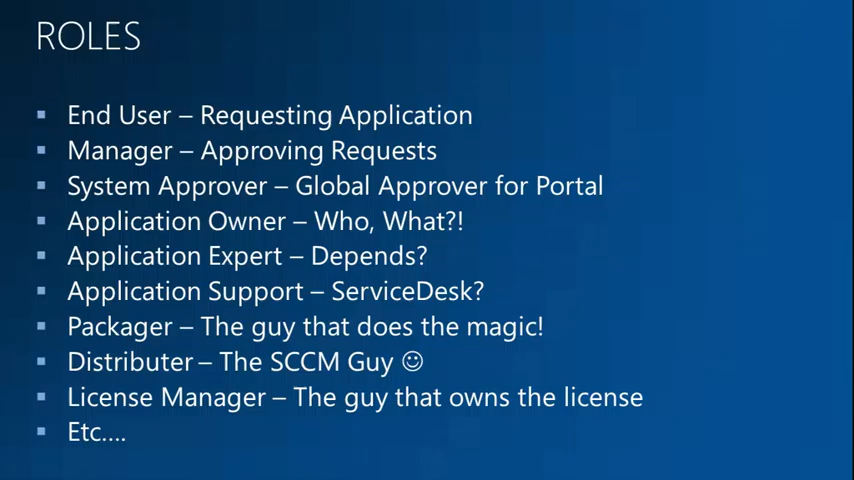 ROLES
▪ End User – Requesting Application
▪ Manager – Approving Requests
▪ System Approver – Global Approver for Portal
▪ Application Owner – Who, What?!
▪ Application Expert – Depends?
▪ Application Support – ServiceDesk?
▪ Packager – The guy that does the magic!
▪ Distributer – The SCCM Guy ☺
▪ License Manager – The guy that owns the license
▪ Etc....